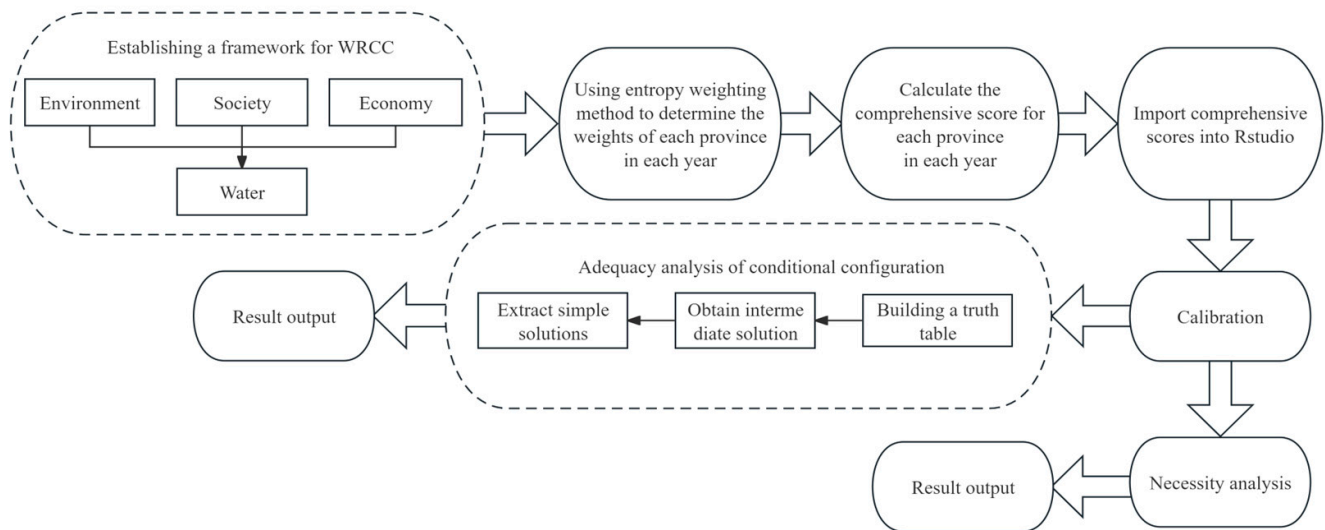 Establishing a framework for WRCC
Environment
Society
Economy
Water
Using entropy weighting
method to determine the
weights of each province
in each year
Calculate the
comprehensive score for
each province
in each year
Import comprehensive
scores into Rstudio
Calibration
Adequacy analysis of conditional configuration
Building a truth
table
Obtain interme
diate solution
Extract simple
solutions
Result output
Necessity analysis
Result output